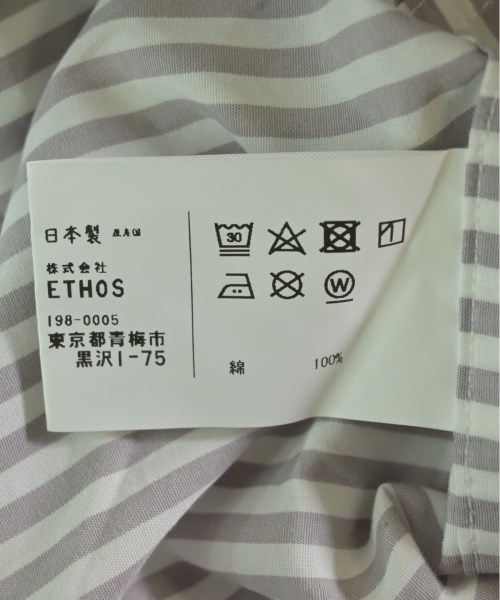 日本製
株式会社
ETHOS
198-0005
東京都青梅市
黒沢1-75
30
W
綿 100%